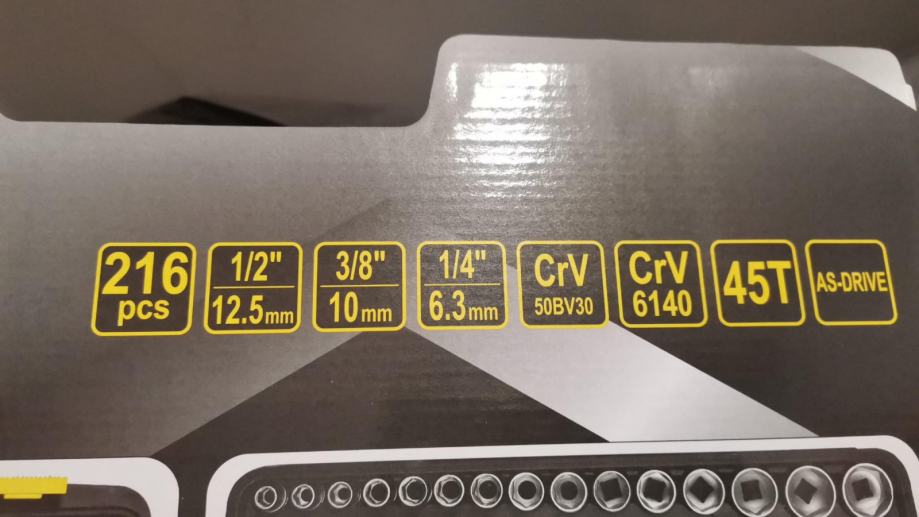 216
pcs
1/2"
12.5mm
3/8"
10mm
1/4"
6.3mm
CrV
50BV30
CrV
6140
45T
AS-DRIVE